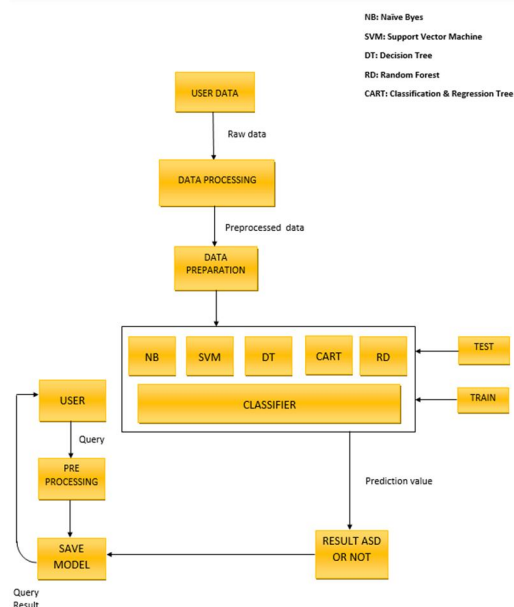 NB: Naïve Byes
SVM: Support Vector Machine
DT: Decision Tree
RD: Random Forest
CART: Classification & Regression Tree
USER DATA
Raw data
DATA PROCESSING
Preprocessed data
DATA
PREPARATION
NB
SVM
DT
CART
RD
CLASSIFIER
TEST
TRAIN
USER
Query
PRE
PROCESSING
SAVE
MODEL
Prediction value
RESULT ASD
OR NOT
Query
Result